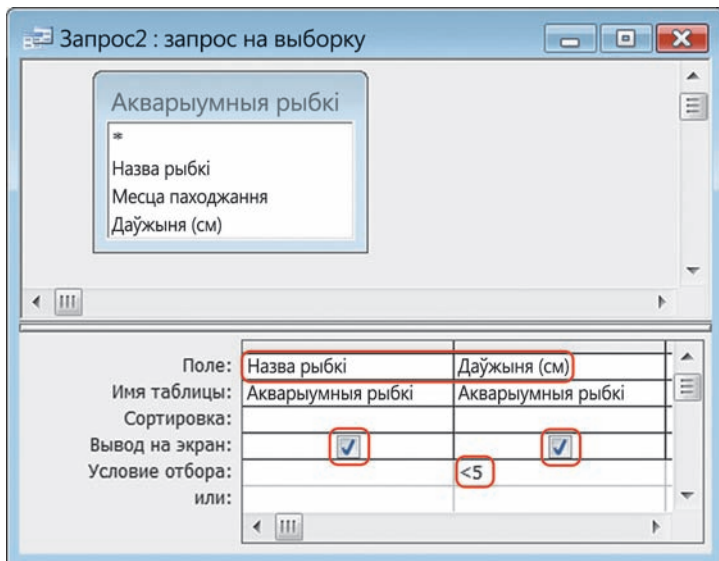 Запрос2 : запрос на выборку
Акварыумныя рыбкі
*
Назва рыбкі
Месца паходжання
Даўжыня (см)
Поле: Назва рыбкі Даўжыня (см)
Имя таблицы: Акварыумныя рыбкі Акварыумныя рыбкі
Сортировка:
Вывод на экран:
Условие отбора: <5
или: